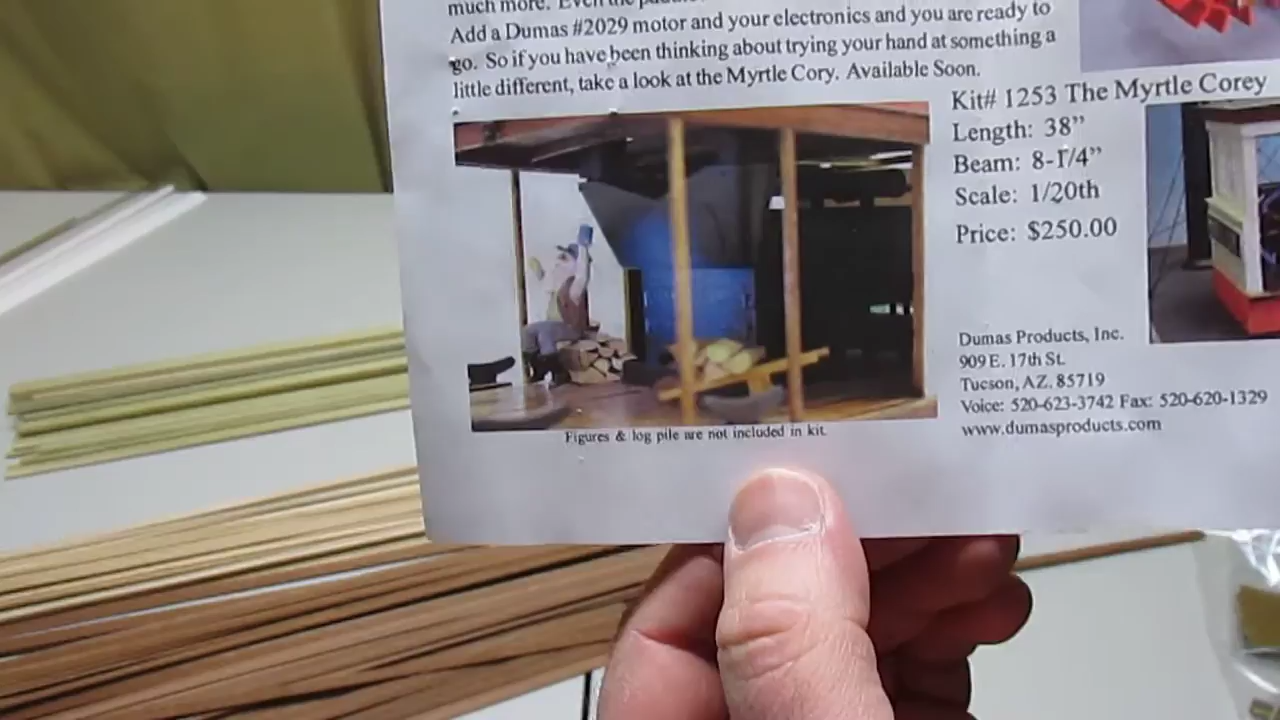 much more. Even the
Add a Dumas #2029 motor and your electronics and you are ready to
go. So if you have been thinking about trying your hand at something a
little different, take a look at the Myrtle Cory. Available Soon.
Kit# 1253 The Myrtle Corey
Length: 38”
Beam: 8-1/4”
Scale: 1/20th
Price: $250.00
Dumas Products, Inc.
909 E. 17th St.
Tucson, AZ. 85719
Voice: 520-623-3742 Fax: 520-620-1329
www.dumasproducts.com
Figures & log pile are not included in kit.